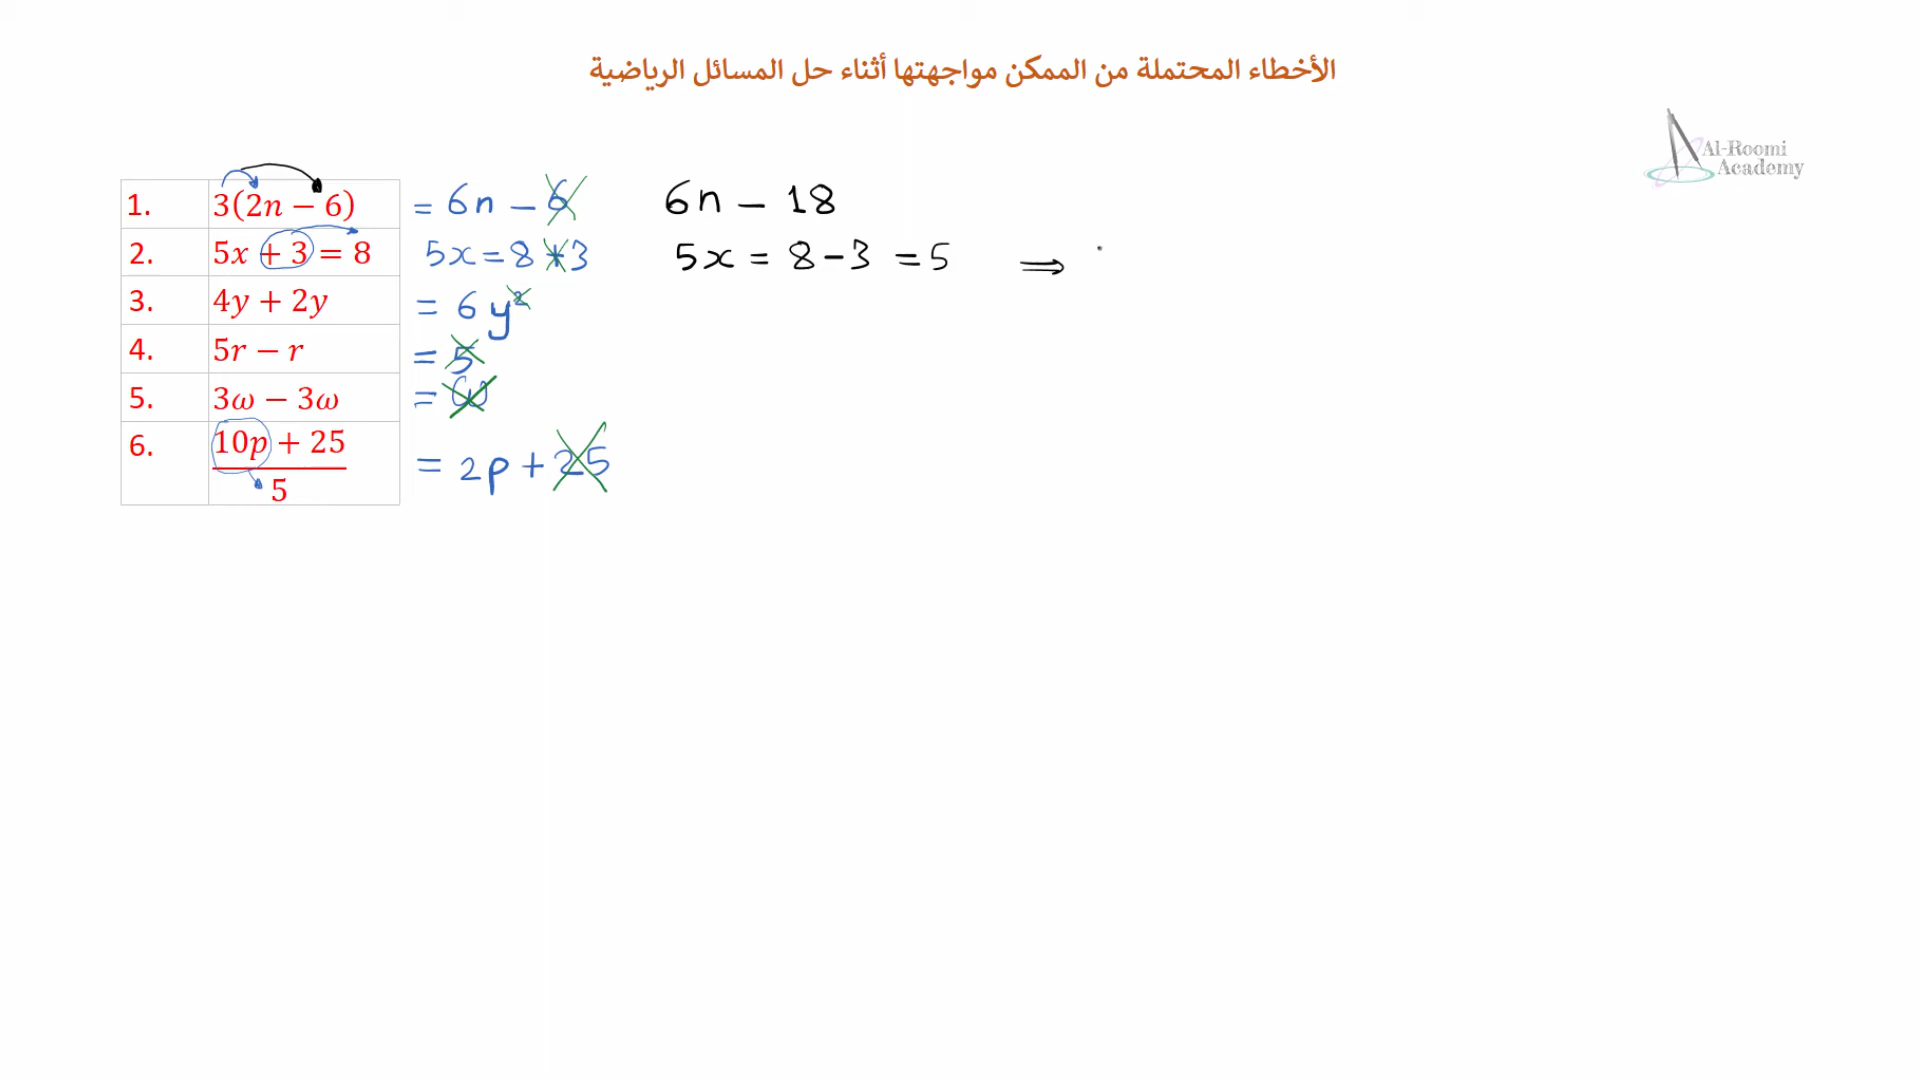 الأخطاء المحتملة من الممكن مواجهتها أثناء حل المسائل الرياضية
Al-Roomi
Academy
1. 3(2n − 6) = 6n − 6 6n − 18
2. 5x + 3 = 8 5x = 8 + 3 5x = 8 − 3 = 5 ⟹
3. 4y + 2y = 6y²
4. 5r − r = 5
5. 3ω − 3ω = ω
6. (10p + 25)/5 = 2p + 25